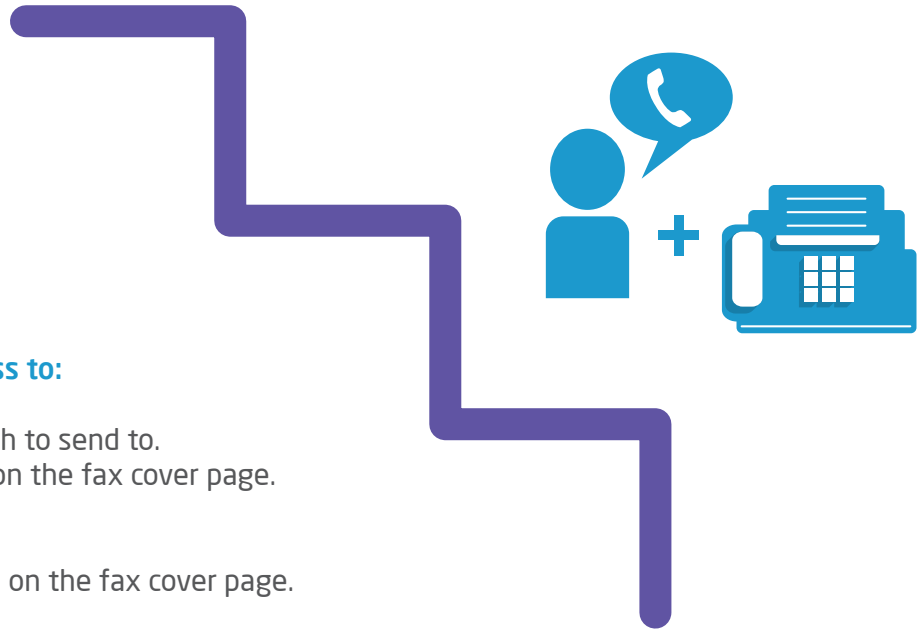 ss to:
h to send to.
on the fax cover page.
on the fax cover page.